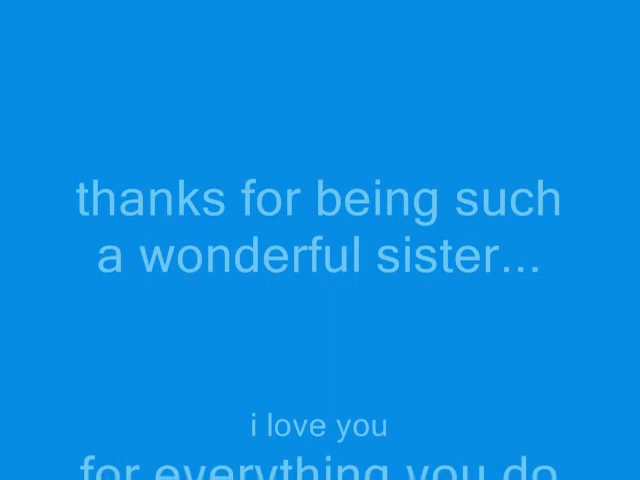 thanks for being such
a wonderful sister...
i love you
for everything you do